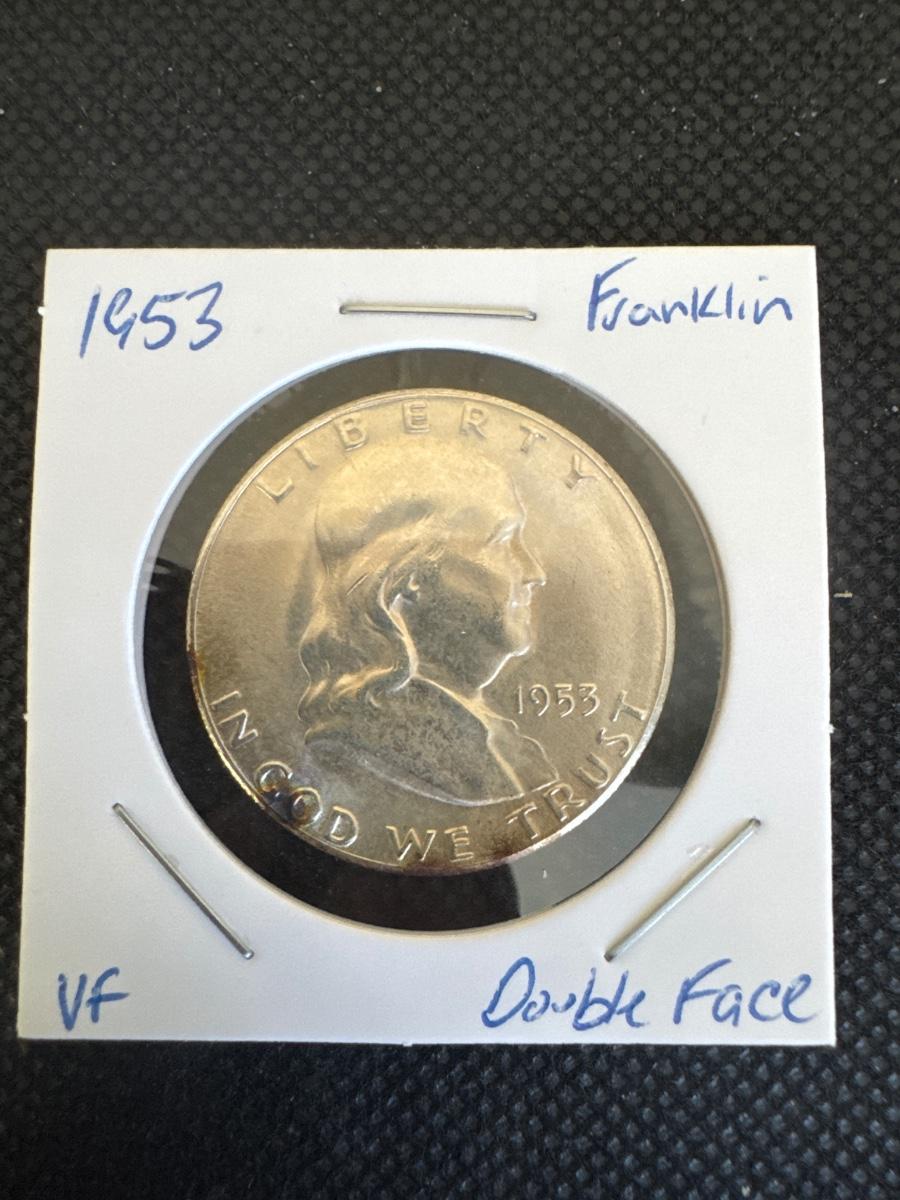 1953
Franklin
LIBERTY
1953
IN GOD WE TRUST
VF
Double Face